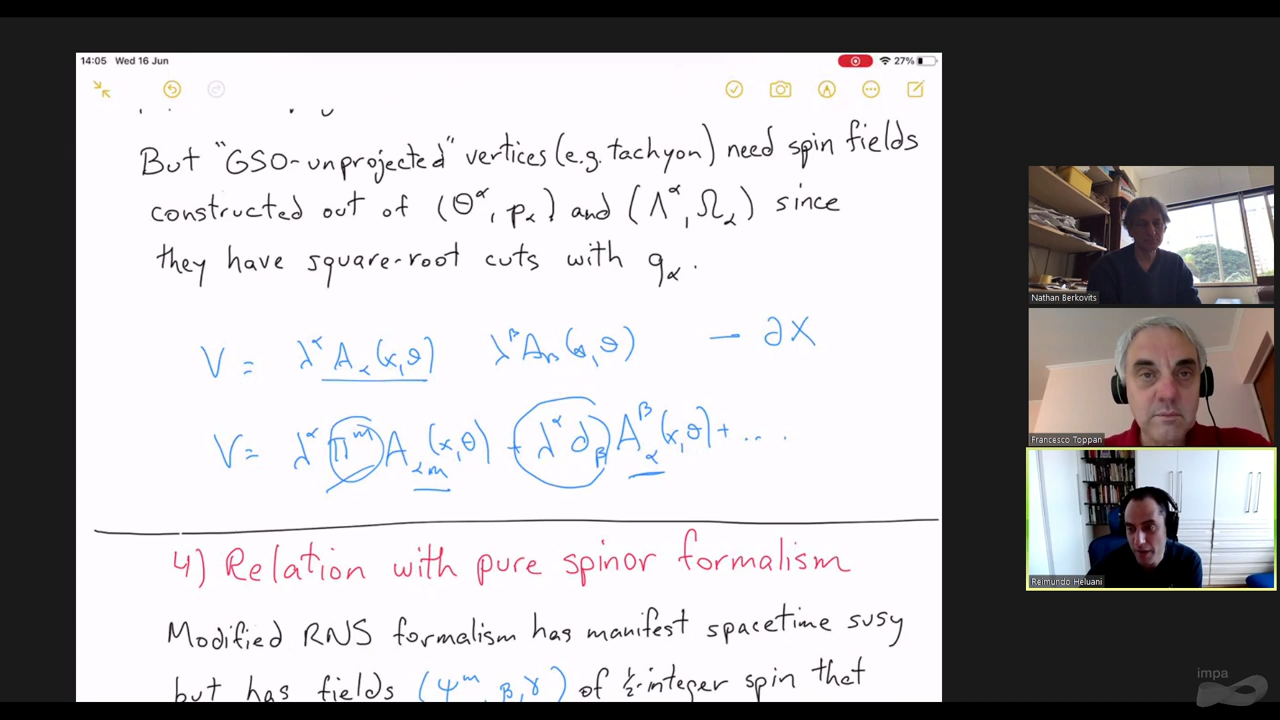 14:05 Wed 16 Jun
27%
But "GSO-unprojected" vertices (e.g. tachyon) need spin fields
constructed out of (Θ^α, p_α) and (Λ^α, Ω_α) since
they have square-root cuts with q_α.
V = λ^α A_α(x,θ) λ^β A_β(x,θ) — ∂X
V = λ^α Π^m A_αm(x,θ) + λ^α d_β A_α^β(x,θ) + ....
4) Relation with pure spinor formalism
Modified RNS formalism has manifest spacetime susy
but has fields (ψ^m, β, γ) of ½-integer spin that
Nathan Berkovits
Francesco Toppan
Reimundo Heluani
impa